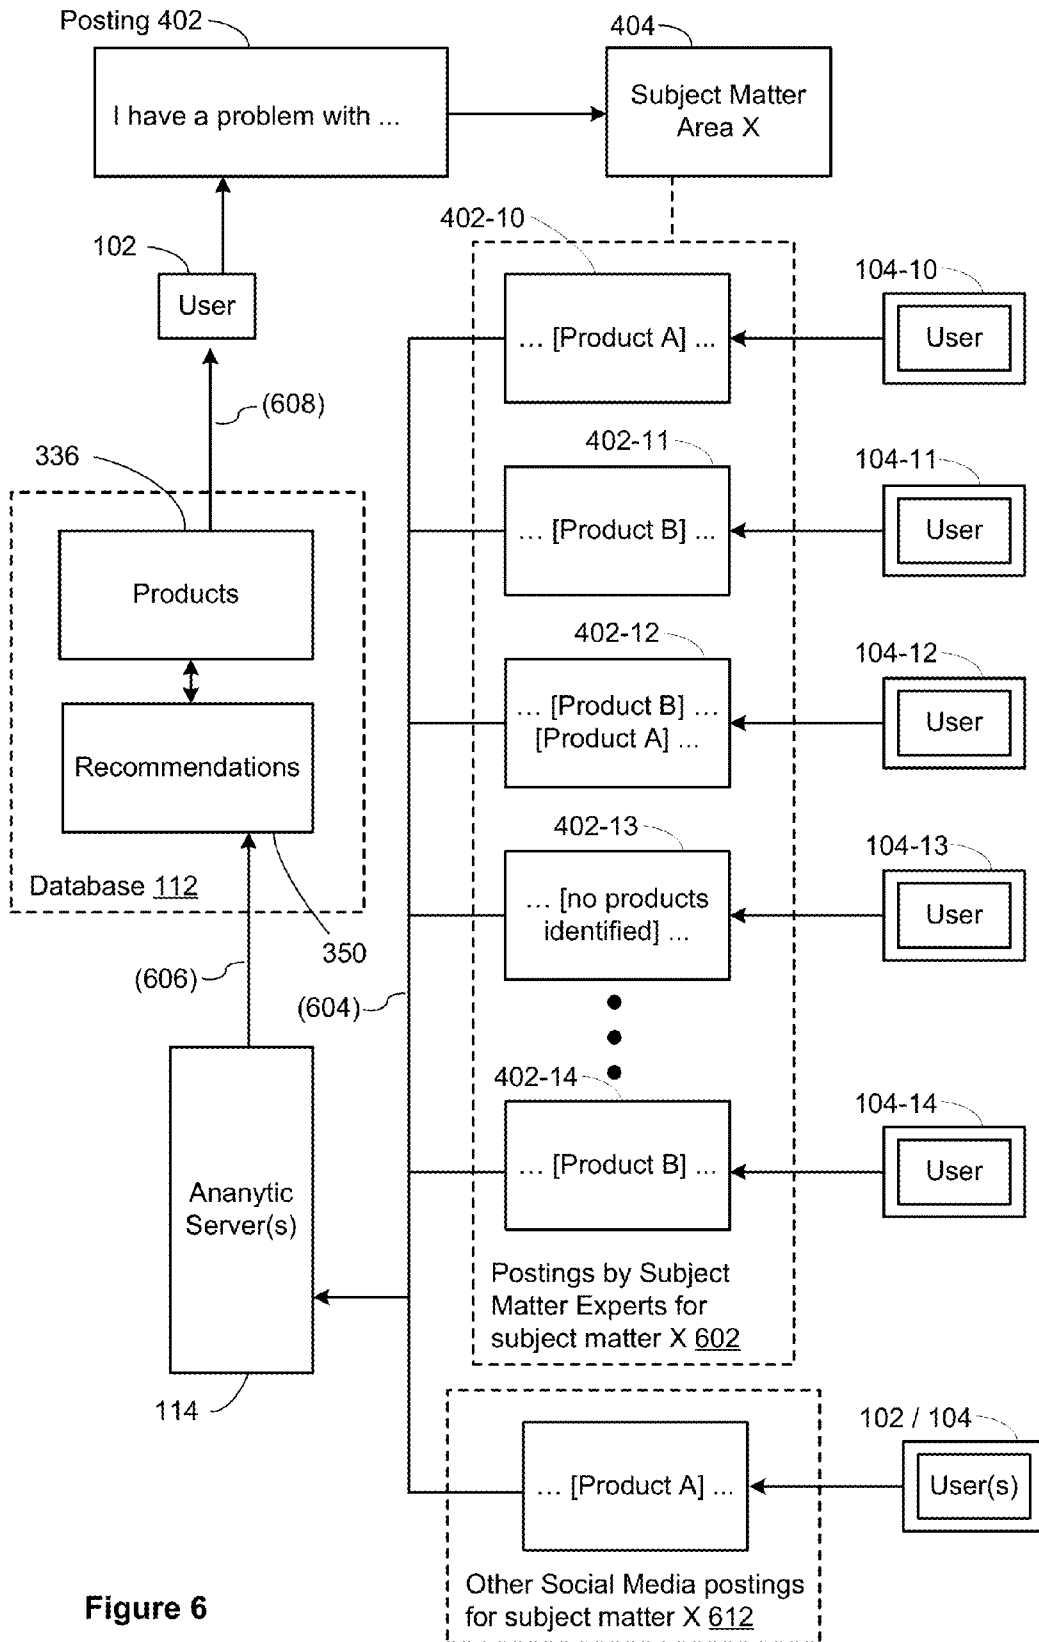 Posting 402
404
I have a problem with ...
Subject Matter
Area X
402-10
102
User
104-10
... [Product A] ...
User
(608)
402-11
104-11
336
... [Product B] ...
User
Products
402-12
104-12
... [Product B] ...
[Product A] ...
User
Recommendations
402-13
104-13
Database 112
... [no products
identified] ...
User
350
(606)
(604)
402-14
104-14
... [Product B] ...
User
Ananytic
Server(s)
Postings by Subject
Matter Experts for
subject matter X 602
114
102 / 104
... [Product A] ...
User(s)
Other Social Media postings
for subject matter X 612
Figure 6